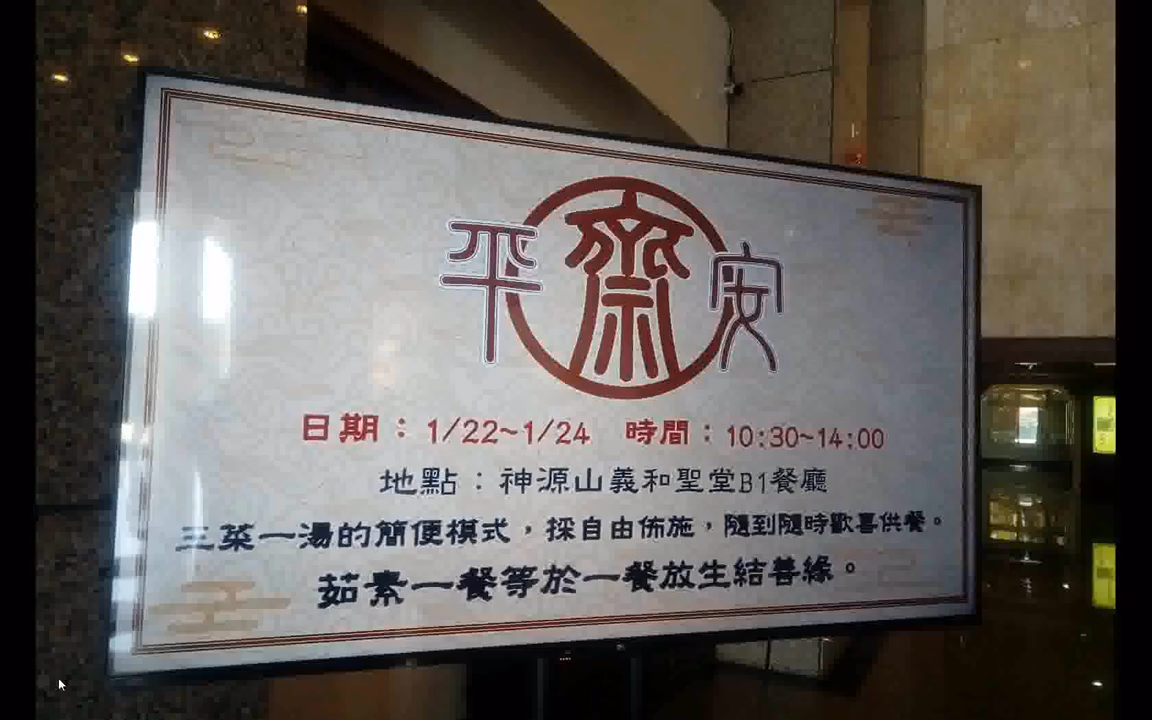 平齋安
日期：1/22~1/24 時間：10:30~14:00
地點：神源山義和聖堂B1餐廳
三菜一湯的簡便模式，採自由佈施，隨到隨時歡喜供餐。
茹素一餐等於一餐放生結善緣。